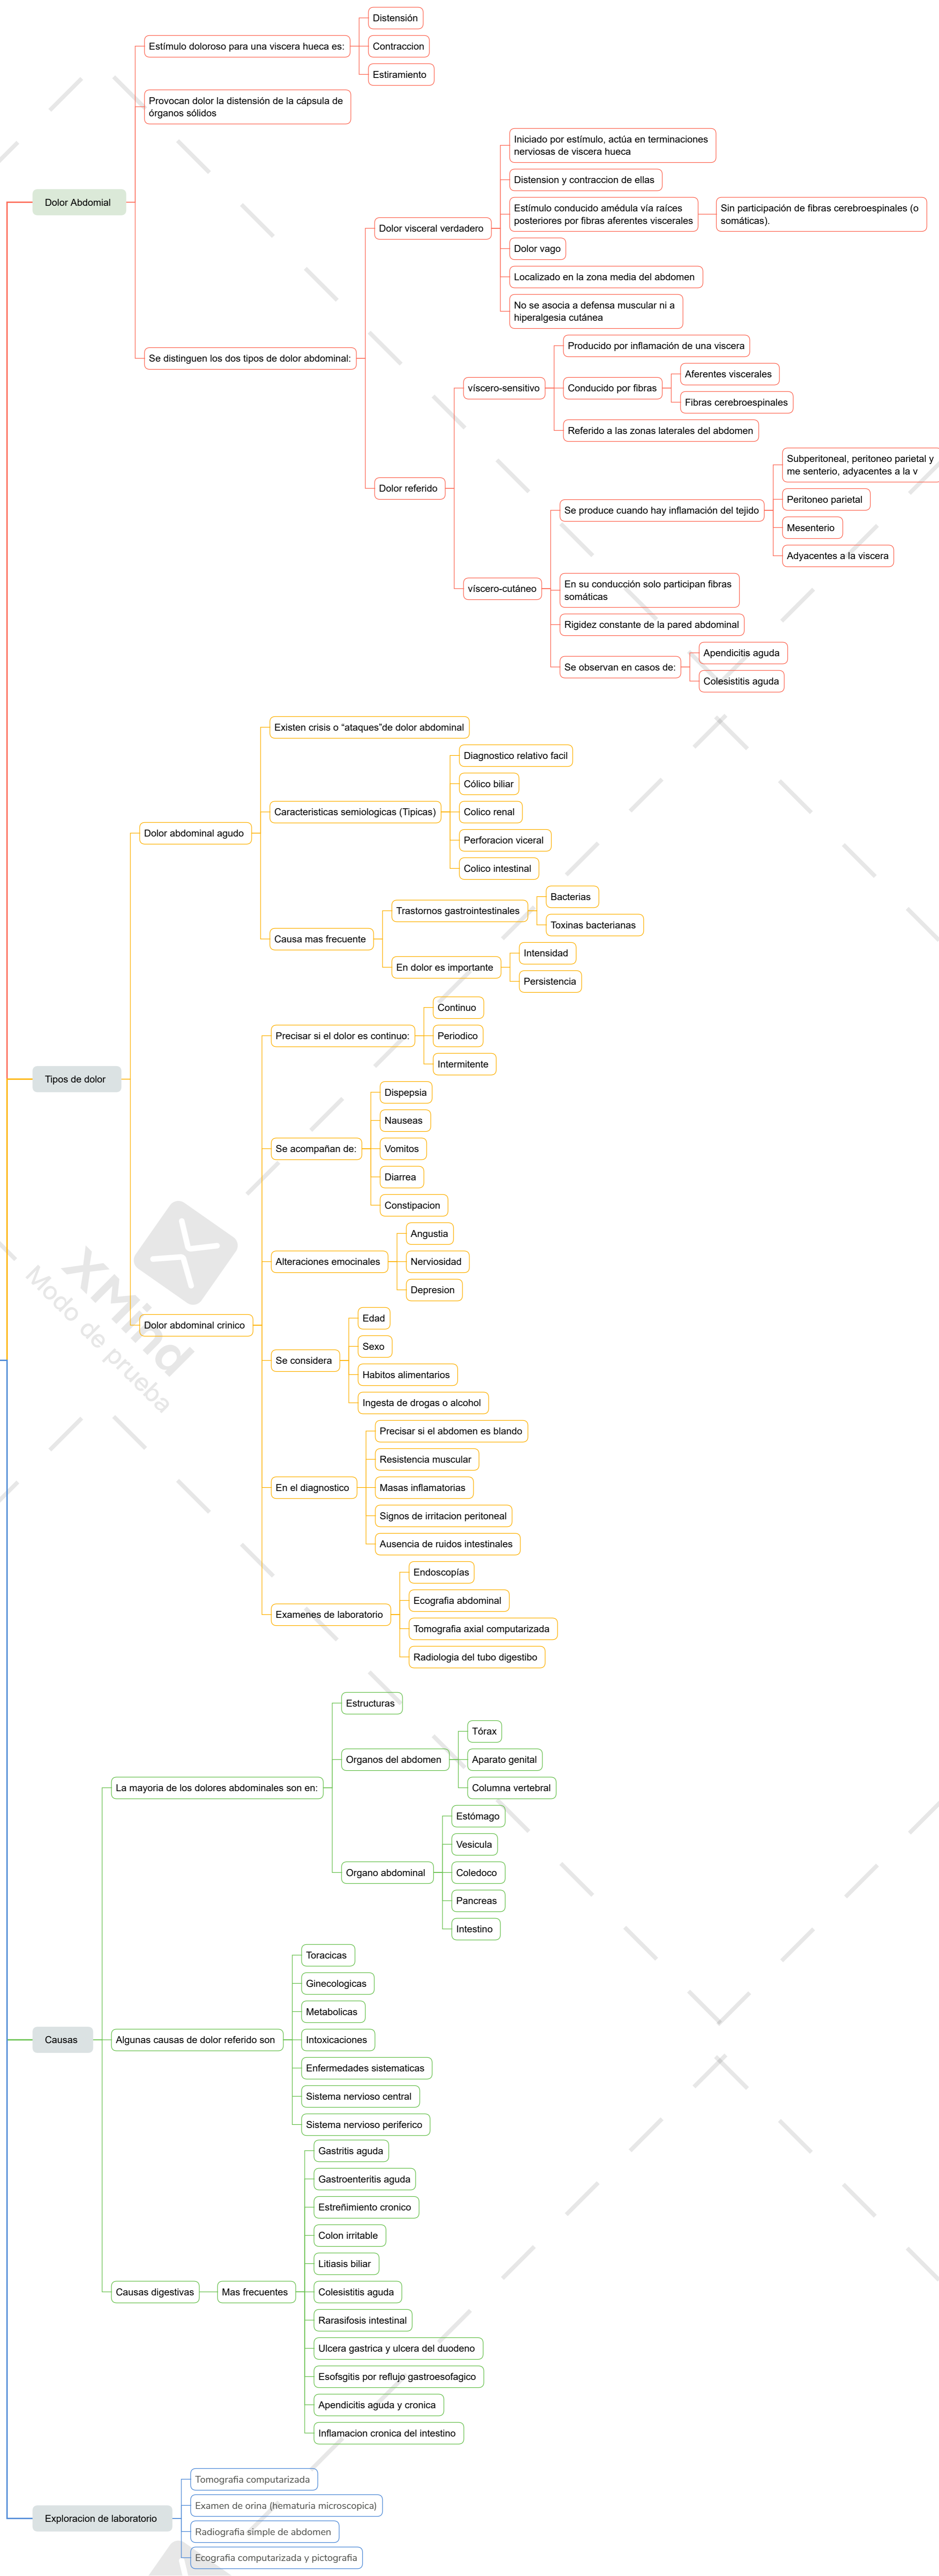 Dolor Abdomial
Estímulo doloroso para una viscera hueca es:
Distensión
Contraccion
Estiramiento
Provocan dolor la distensión de la cápsula de
órganos sólidos
Se distinguen los dos tipos de dolor abdominal:
Dolor visceral verdadero
Iniciado por estímulo, actúa en terminaciones
nerviosas de viscera hueca
Distension y contraccion de ellas
Estímulo conducido amédula vía raíces
posteriores por fibras aferentes viscerales
Sin participación de fibras cerebroespinales (o
somáticas).
Dolor vago
Localizado en la zona media del abdomen
No se asocia a defensa muscular ni a
hiperalgesia cutánea
Dolor referido
víscero-sensitivo
Producido por inflamación de una viscera
Conducido por fibras
Aferentes viscerales
Fibras cerebroespinales
Referido a las zonas laterales del abdomen
víscero-cutáneo
Se produce cuando hay inflamación del tejido
Subperitoneal, peritoneo parietal y
me senterio, adyacentes a la v
Peritoneo parietal
Mesenterio
Adyacentes a la viscera
En su conducción solo participan fibras
somáticas
Rigidez constante de la pared abdominal
Se observan en casos de:
Apendicitis aguda
Colesistitis aguda
Tipos de dolor
Dolor abdominal agudo
Existen crisis o “ataques”de dolor abdominal
Caracteristicas semiologicas (Tipicas)
Diagnostico relativo facil
Cólico biliar
Colico renal
Perforacion viceral
Colico intestinal
Causa mas frecuente
Trastornos gastrointestinales
Bacterias
Toxinas bacterianas
En dolor es importante
Intensidad
Persistencia
Dolor abdominal crinico
Precisar si el dolor es continuo:
Continuo
Periodico
Intermitente
Se acompañan de:
Dispepsia
Nauseas
Vomitos
Diarrea
Constipacion
Alteraciones emocinales
Angustia
Nerviosidad
Depresion
Se considera
Edad
Sexo
Habitos alimentarios
Ingesta de drogas o alcohol
En el diagnostico
Precisar si el abdomen es blando
Resistencia muscular
Masas inflamatorias
Signos de irritacion peritoneal
Ausencia de ruidos intestinales
Examenes de laboratorio
Endoscopías
Ecografia abdominal
Tomografia axial computarizada
Radiologia del tubo digestibo
XMind
Modo de prueba
Causas
La mayoria de los dolores abdominales son en:
Estructuras
Organos del abdomen
Tórax
Aparato genital
Columna vertebral
Organo abdominal
Estómago
Vesicula
Coledoco
Pancreas
Intestino
Algunas causas de dolor referido son
Toracicas
Ginecologicas
Metabolicas
Intoxicaciones
Enfermedades sistematicas
Sistema nervioso central
Sistema nervioso periferico
Causas digestivas
Mas frecuentes
Gastritis aguda
Gastroenteritis aguda
Estreñimiento cronico
Colon irritable
Litiasis biliar
Colesistitis aguda
Rarasifosis intestinal
Ulcera gastrica y ulcera del duodeno
Esofsgitis por reflujo gastroesofagico
Apendicitis aguda y cronica
Inflamacion cronica del intestino
Exploracion de laboratorio
Tomografia computarizada
Examen de orina (hematuria microscopica)
Radiografia simple de abdomen
Ecografia computarizada y pictografia